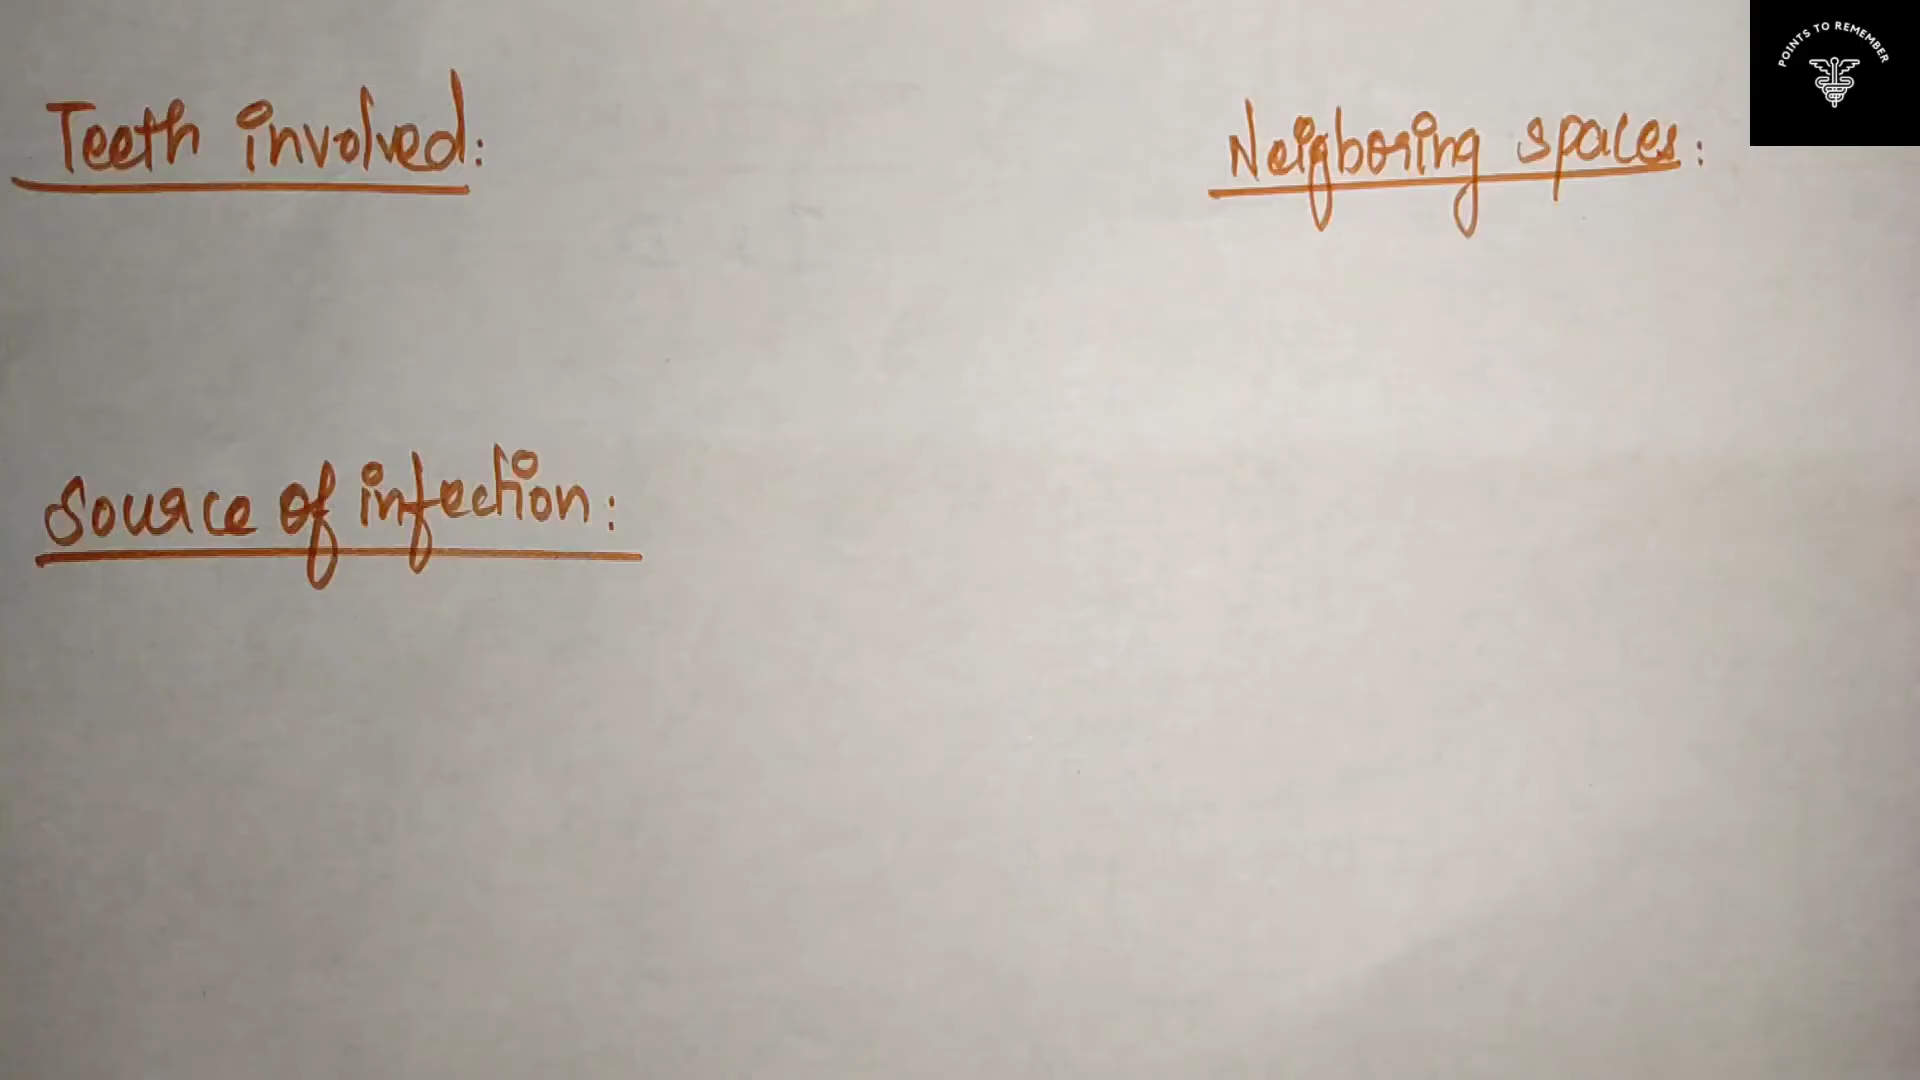 Teeth involved:
Neigboring spaces:
Source of infection:
POINTS TO REMEMBER